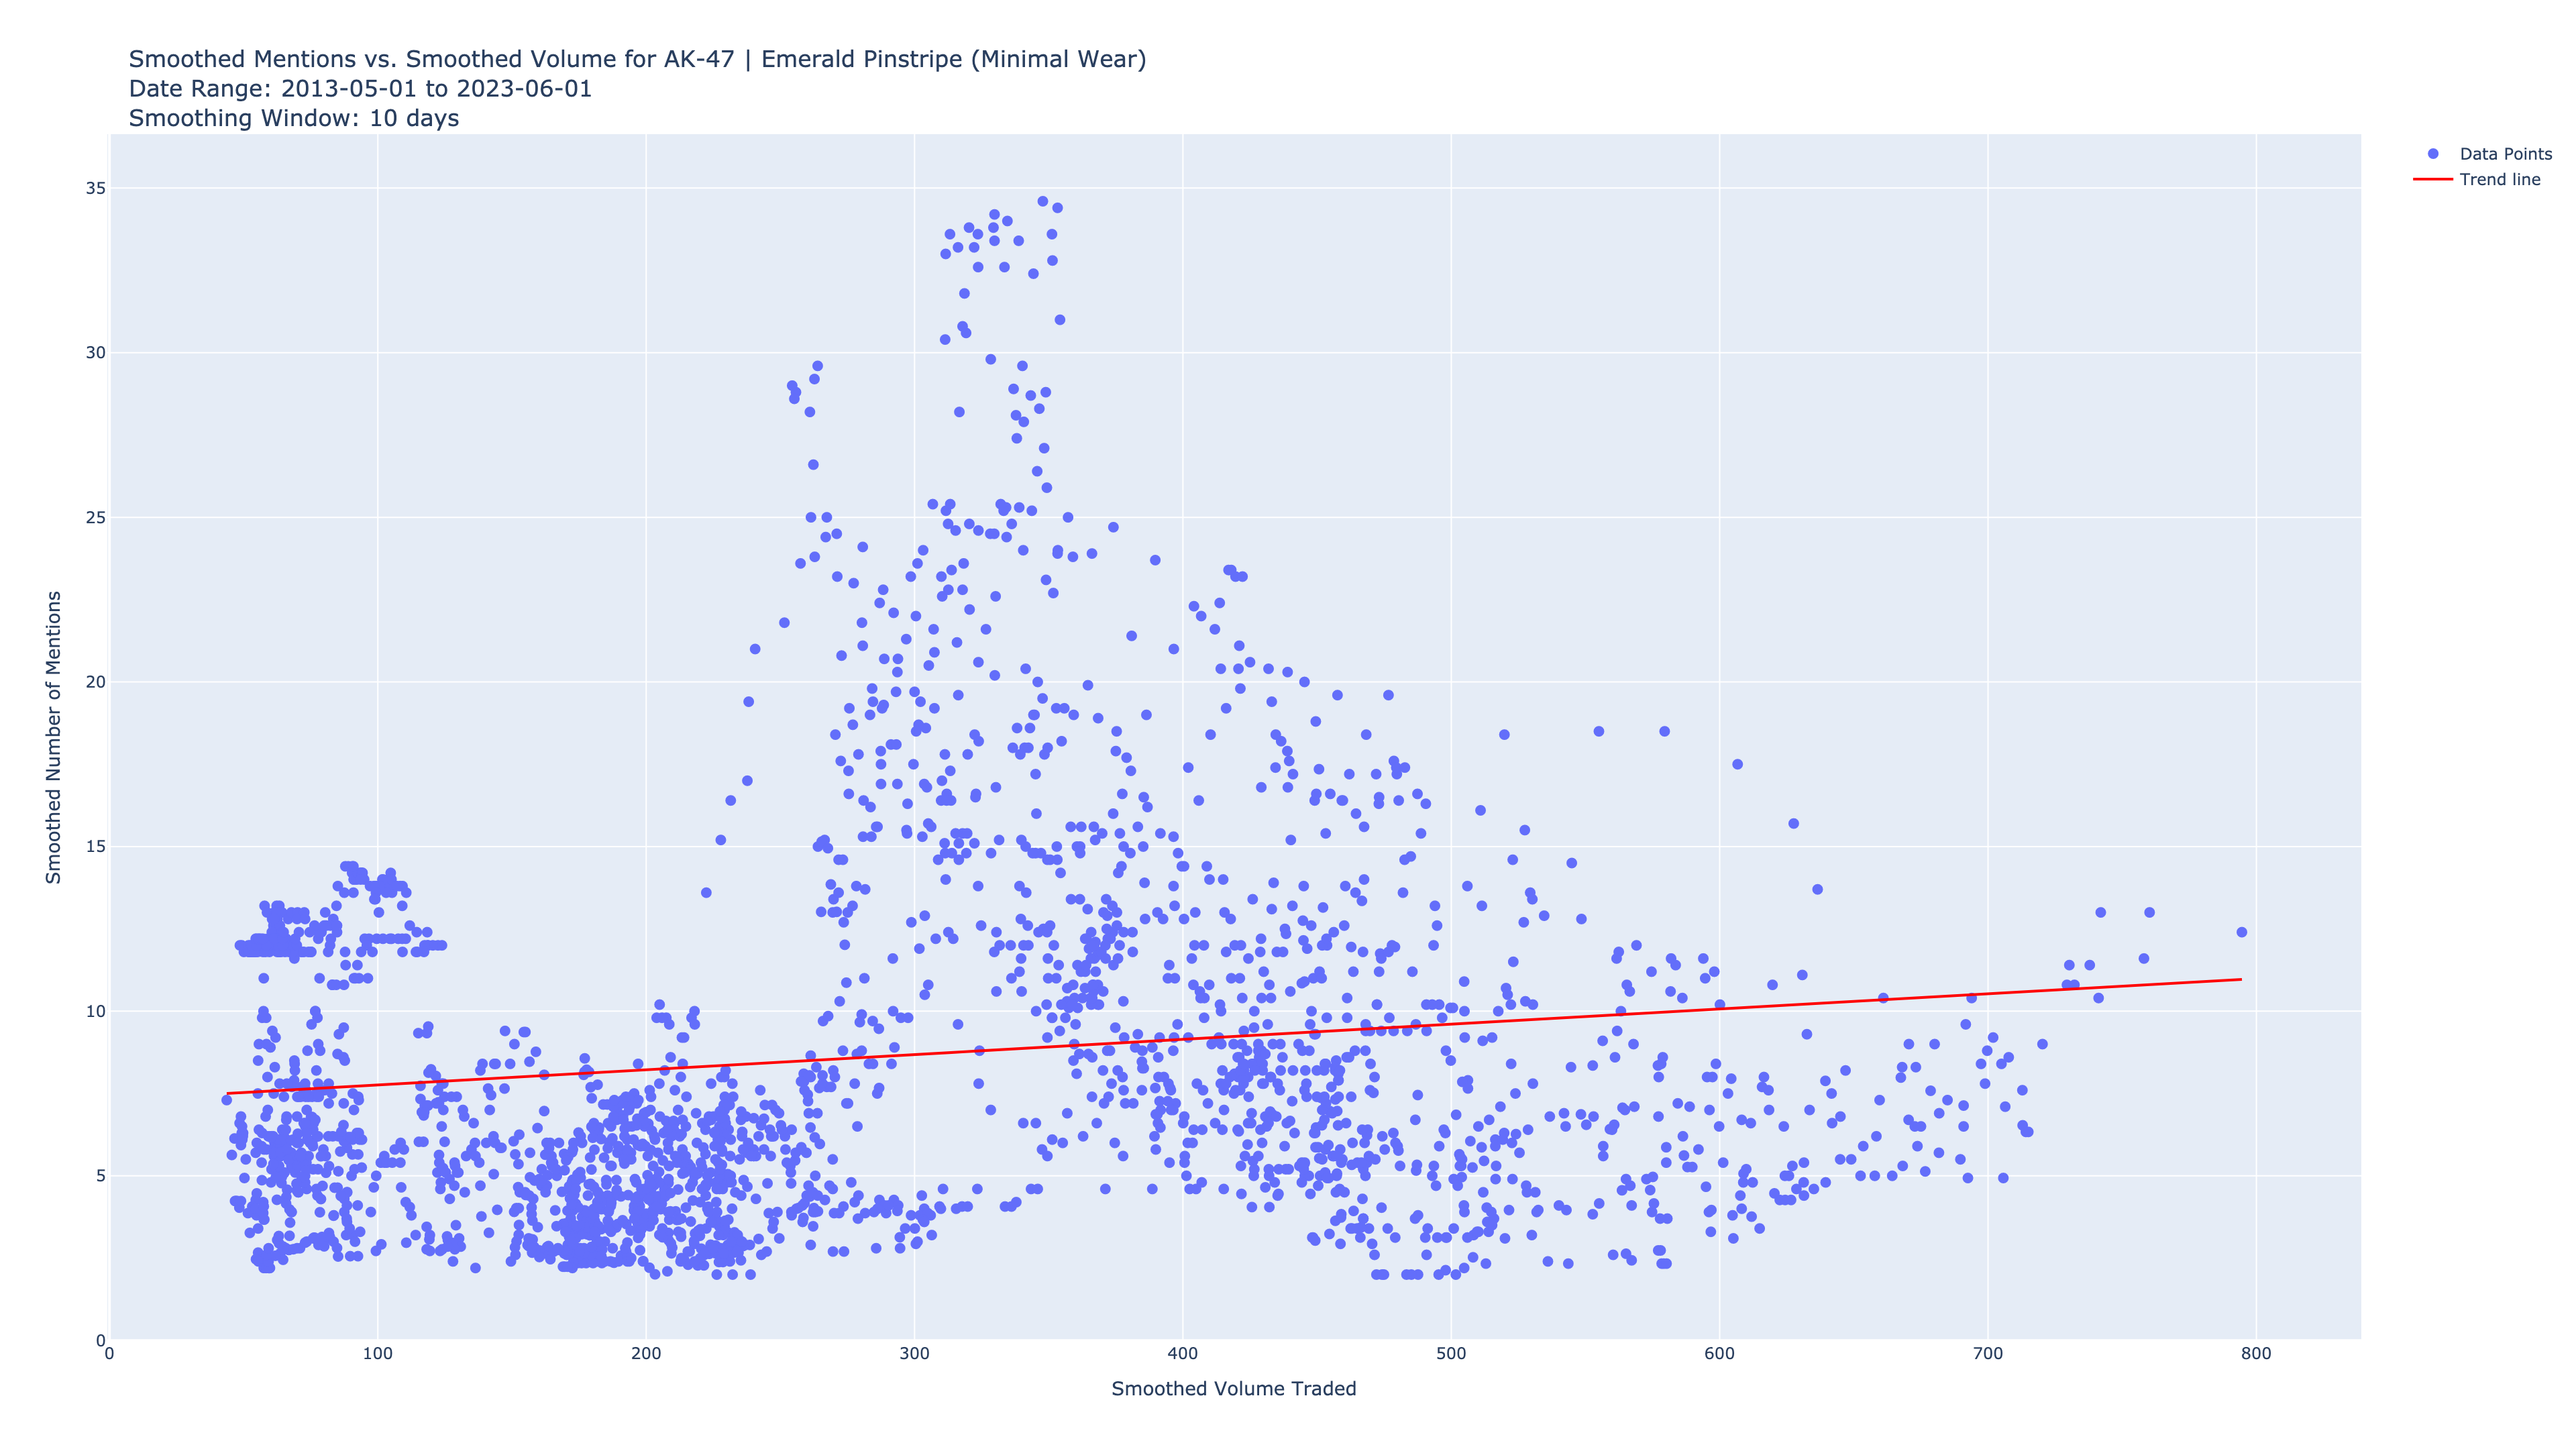 Smoothed Mentions vs. Smoothed Volume for AK-47 | Emerald Pinstripe (Minimal Wear)
Date Range: 2013-05-01 to 2023-06-01
Smoothing Window: 10 days
Data Points
Trend line
35
30
25
20
15
10
5
0
Smoothed Number of Mentions
0 100 200 300 400 500 600 700 800
Smoothed Volume Traded